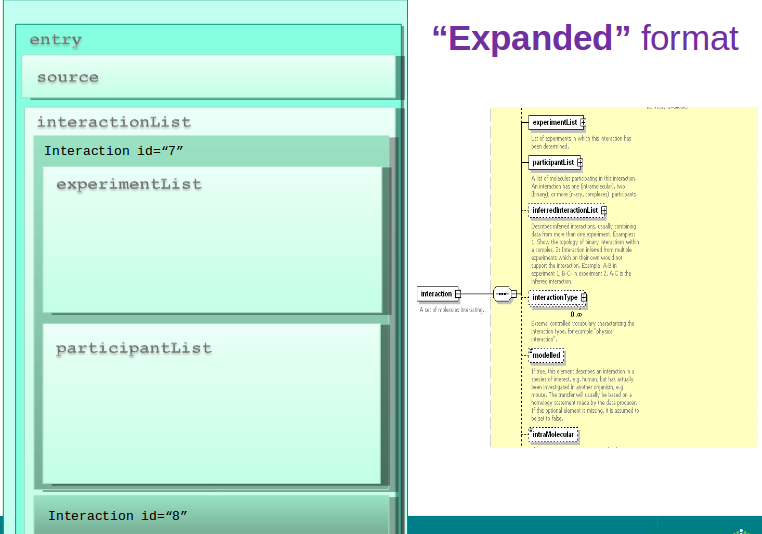 “Expanded” format
entry
source
interactionList
Interaction id=“7”
experimentList
participantList
Interaction id=“8”
interaction
A set of molecules interacting.
experimentList
List of experiments in which this interaction has
been determined.
participantList
A list of molecules participating in this interaction.
An interaction has one (intramolecular), two
(binary), or more (n-ary, complexes) participants.
inferredInteractionList
Describes inferred interactions, usually combining
data from more than one experiment. Examples:
1: Show the topology of binary interactions within
a complex. 2: Interaction inferred from multiple
experiments which on their own would not
support the interaction. Example: A-B in
experiment 1, B-C- in experiment 2, A-C is the
inferred interaction.
interactionType
0..∞
External controlled vocabulary characterising the
interaction type, for example "physical
interaction".
modelled
If true, this element describes an interaction in a
species of interest, e.g. human, but has actually
been investigated in another organism, e.g.
mouse. The transfer will usually be based on a
homology statement made by the data producer.
If this optional element is missing, it is assumed to
be set to false.
intraMolecular